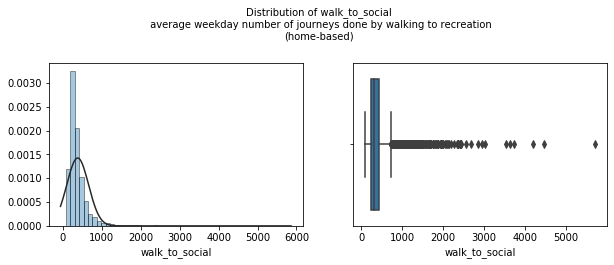 Distribution of walk_to_social
average weekday number of journeys done by walking to recreation
(home-based)
0.0030
0.0025
0.0020
0.0015
0.0010
0.0005
0.0000
0 1000 2000 3000 4000 5000 6000
walk_to_social
0 1000 2000 3000 4000 5000
walk_to_social